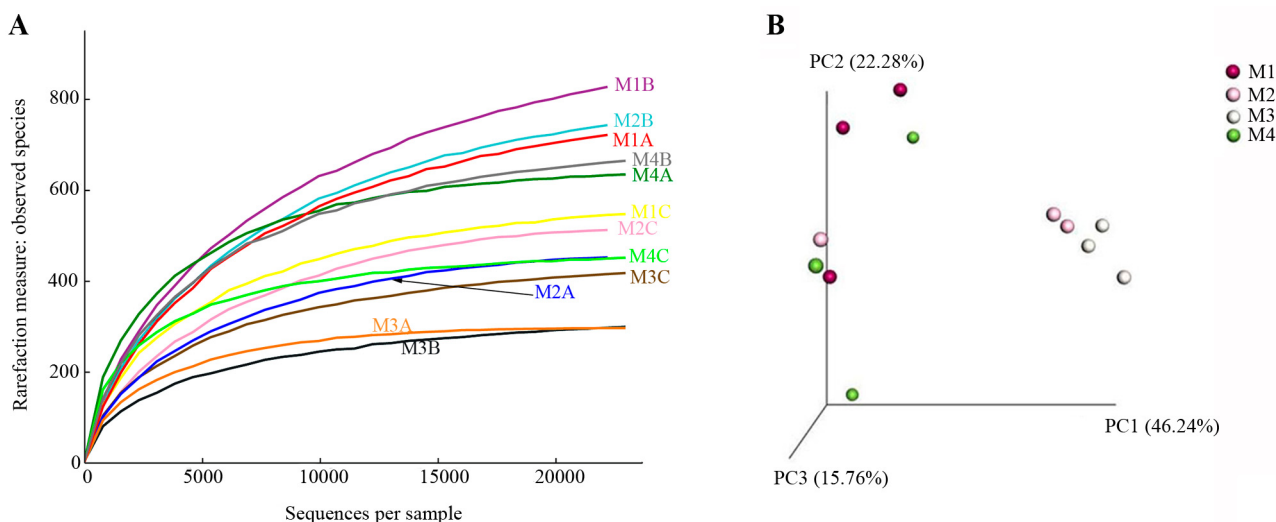 A
Rarefaction measure: observed species
800
600
400
200
0
M1B
M2B
M1A
M4B
M4A
M1C
M2C
M4C
M3C
M2A
M3A
M3B
0
5000
10000
15000
20000
Sequences per sample
B
PC2 (22.28%)
PC1 (46.24%)
PC3 (15.76%)
M1
M2
M3
M4